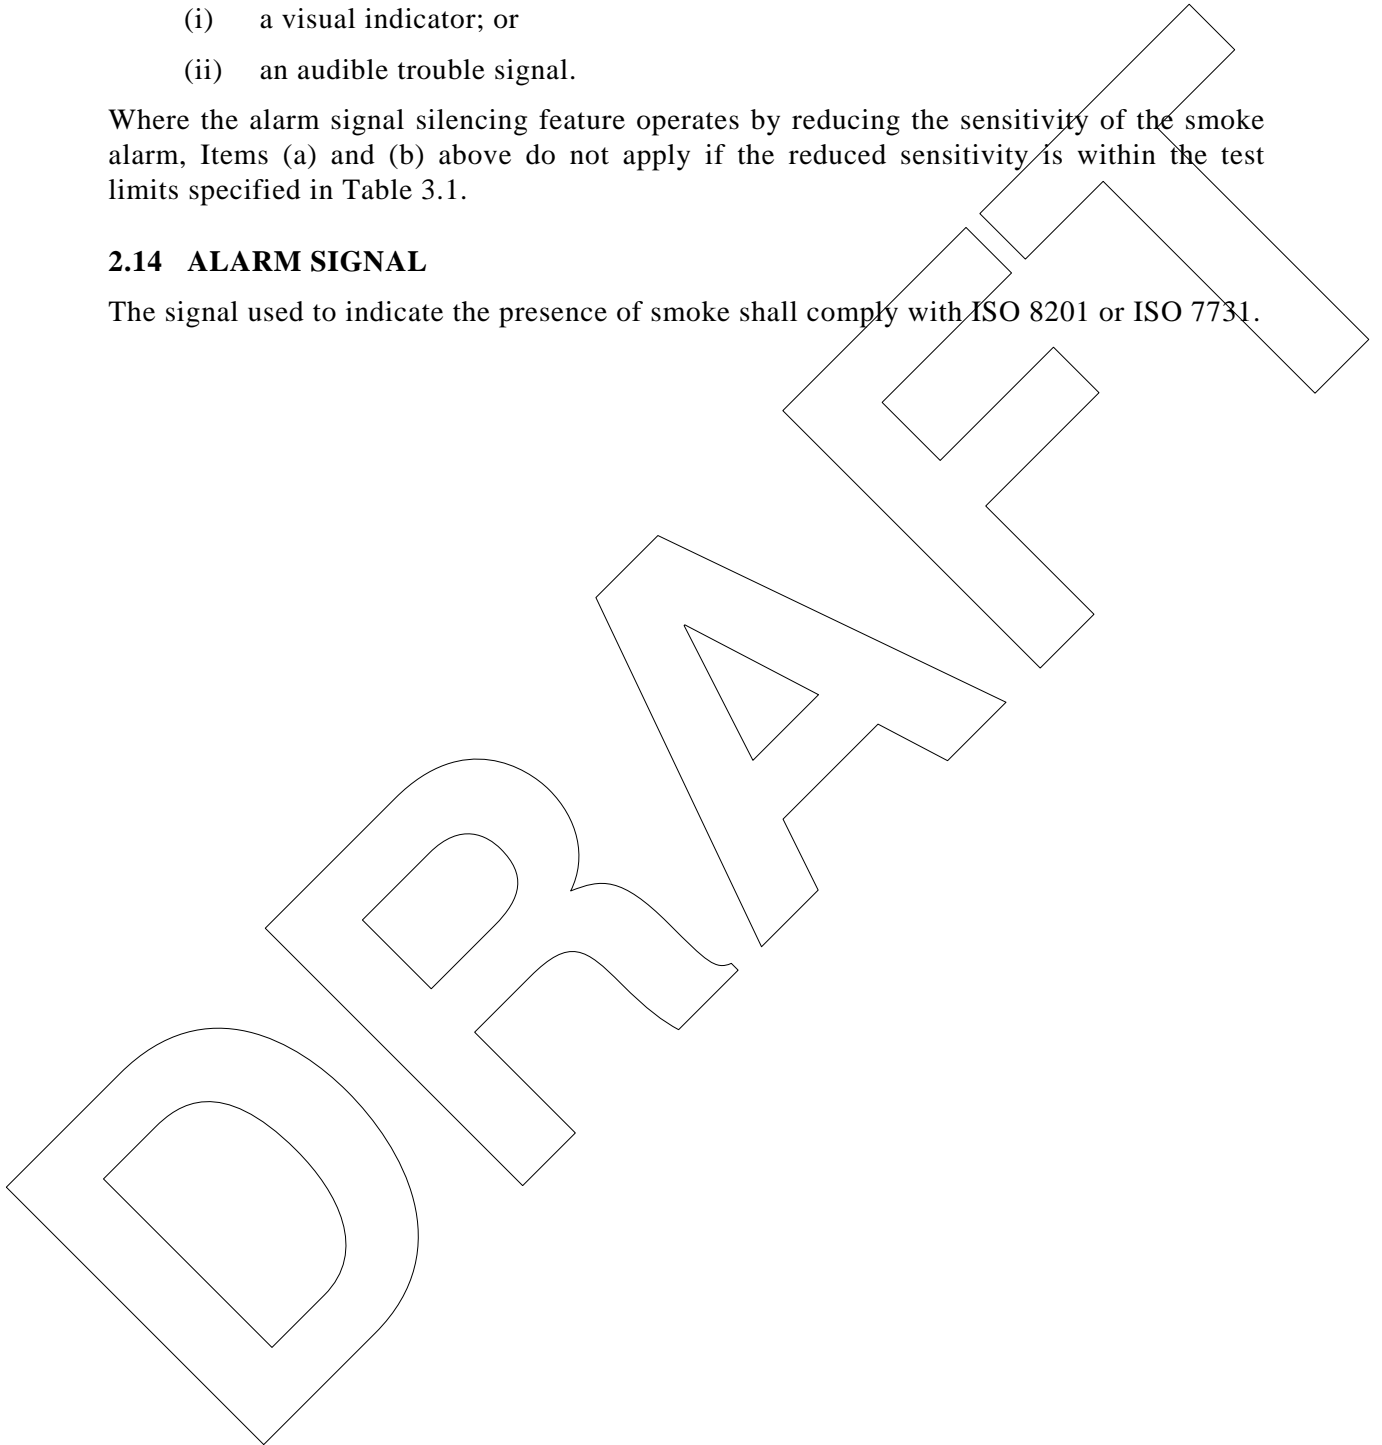 (i) a visual indicator; or
(ii) an audible trouble signal.
Where the alarm signal silencing feature operates by reducing the sensitivity of the smoke
alarm, Items (a) and (b) above do not apply if the reduced sensitivity is within the test
limits specified in Table 3.1.
2.14 ALARM SIGNAL
The signal used to indicate the presence of smoke shall comply with ISO 8201 or ISO 7731.
DRAFT